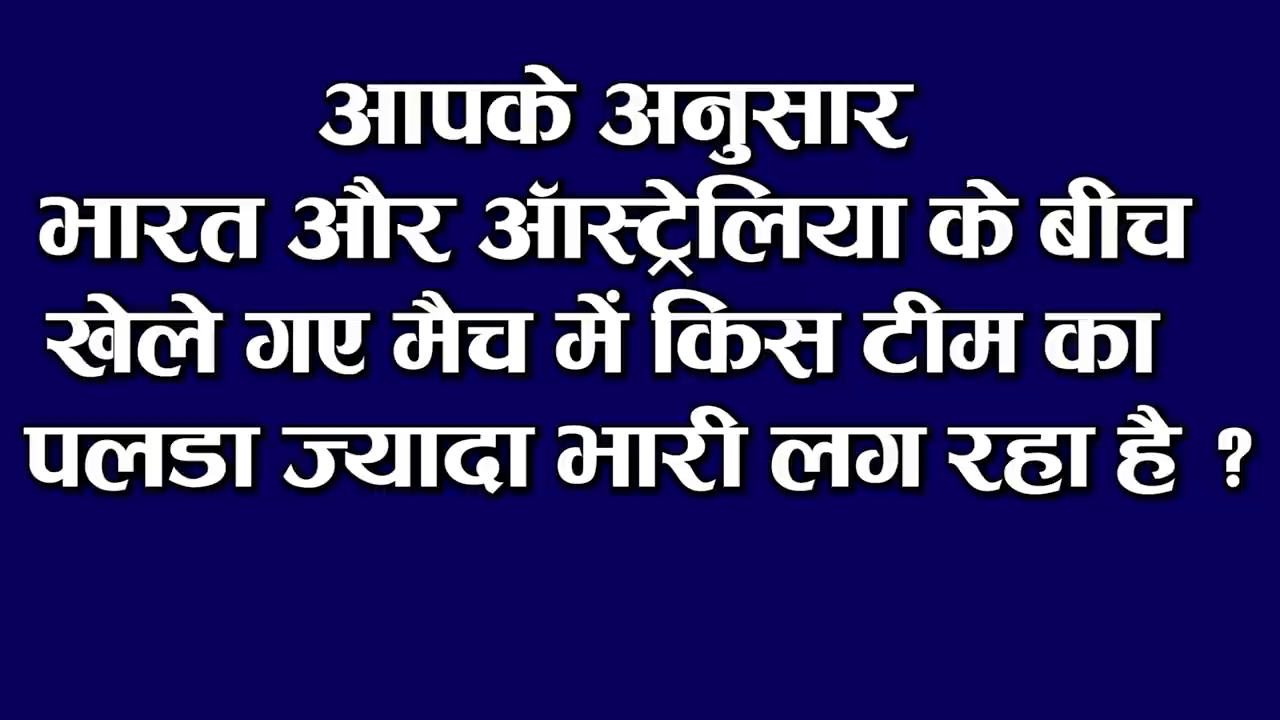 आपके अनुसार
भारत और ऑस्ट्रेलिया के बीच
खेले गए मैच में किस टीम का
पलडा ज्यादा भारी लग रहा है ?